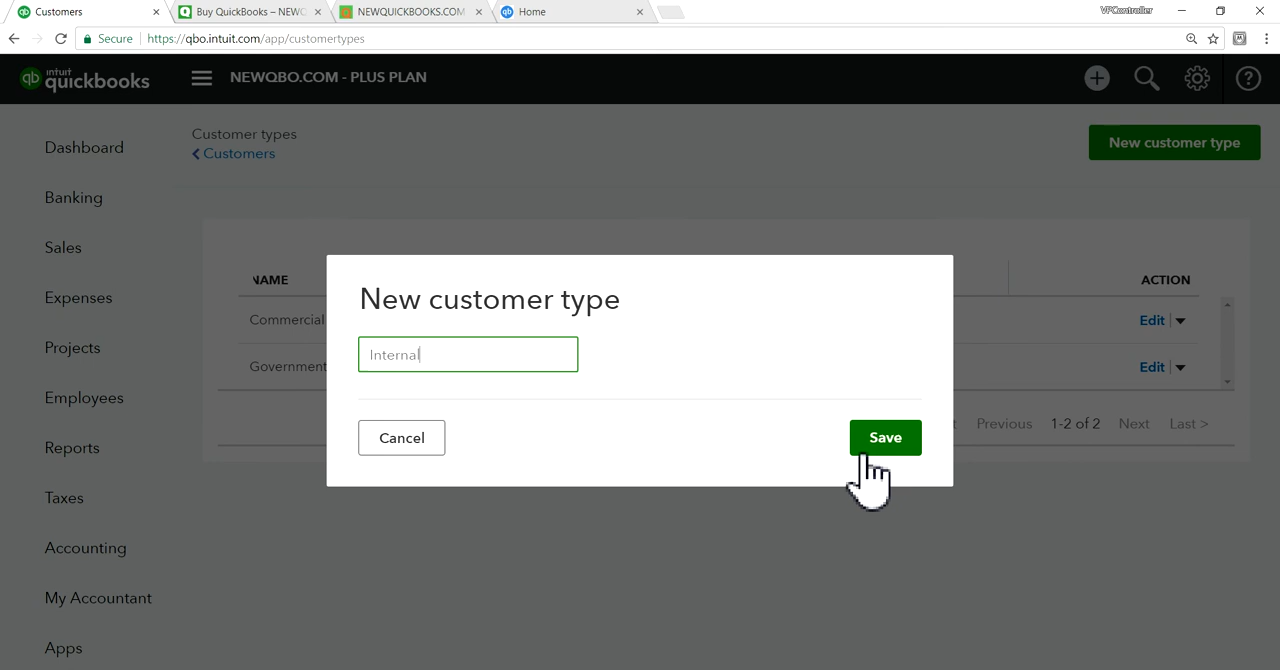 Customers
Buy QuickBooks – NEWQ
NEWQUICKBOOKS.COM
Home
VPController
Secure
https://qbo.intuit.com/app/customertypes
intuit
quickbooks
NEWQBO.COM - PLUS PLAN
Dashboard
Banking
Sales
Expenses
Projects
Employees
Reports
Taxes
Accounting
My Accountant
Apps
Customer types
Customers
New customer type
NAME
ACTION
Commercial
Edit
Government
Edit
Previous
1-2 of 2
Next
Last >
New customer type
Internal
Cancel
Save